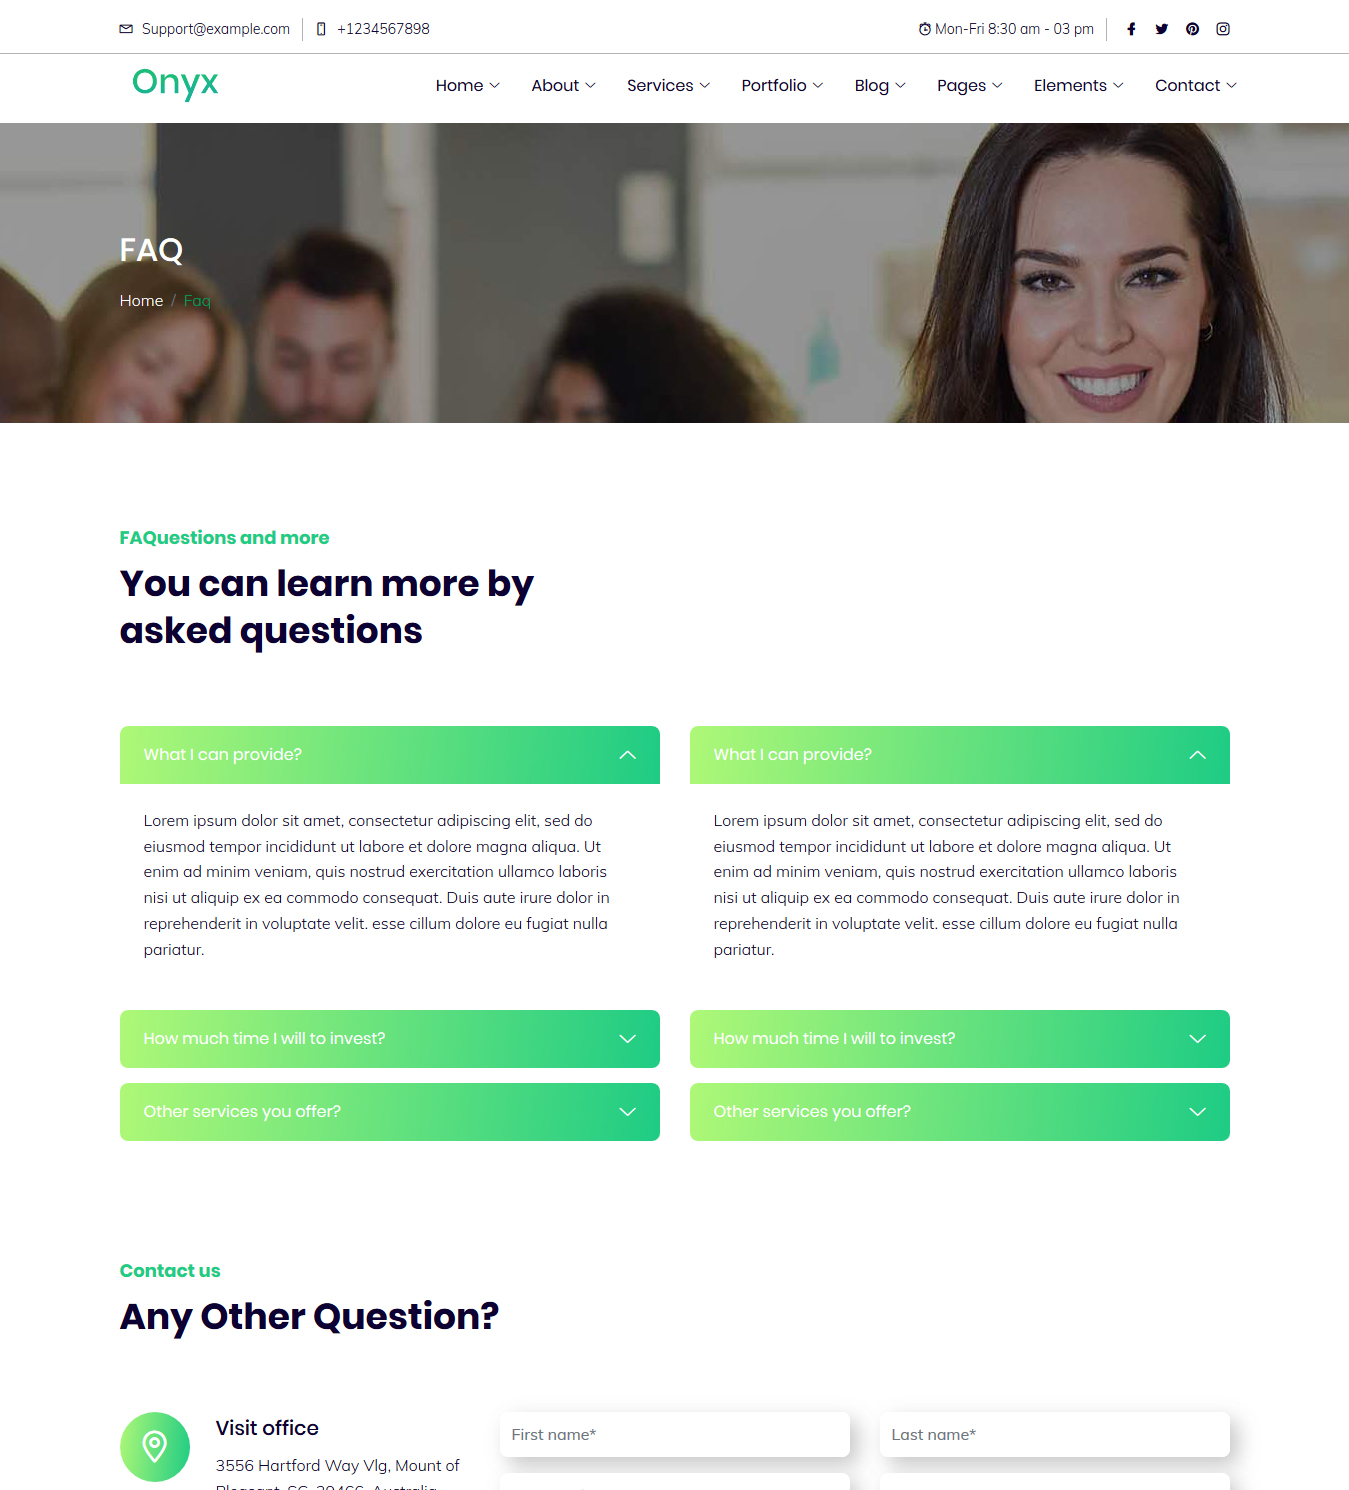 Support@example.com
+1234567898
Mon-Fri 8:30 am - 03 pm
Onyx
Home
About
Services
Portfolio
Blog
Pages
Elements
Contact
FAQ
Home / Faq
FAQuestions and more
You can learn more by
asked questions
What I can provide?
Lorem ipsum dolor sit amet, consectetur adipiscing elit, sed do
eiusmod tempor incididunt ut labore et dolore magna aliqua. Ut
enim ad minim veniam, quis nostrud exercitation ullamco laboris
nisi ut aliquip ex ea commodo consequat. Duis aute irure dolor in
reprehenderit in voluptate velit. esse cillum dolore eu fugiat nulla
pariatur.
How much time I will to invest?
Other services you offer?
What I can provide?
Lorem ipsum dolor sit amet, consectetur adipiscing elit, sed do
eiusmod tempor incididunt ut labore et dolore magna aliqua. Ut
enim ad minim veniam, quis nostrud exercitation ullamco laboris
nisi ut aliquip ex ea commodo consequat. Duis aute irure dolor in
reprehenderit in voluptate velit. esse cillum dolore eu fugiat nulla
pariatur.
How much time I will to invest?
Other services you offer?
Contact us
Any Other Question?
Visit office
3556 Hartford Way Vlg, Mount of
Pleasant, SC, 29466, Australia
First name*
Last name*